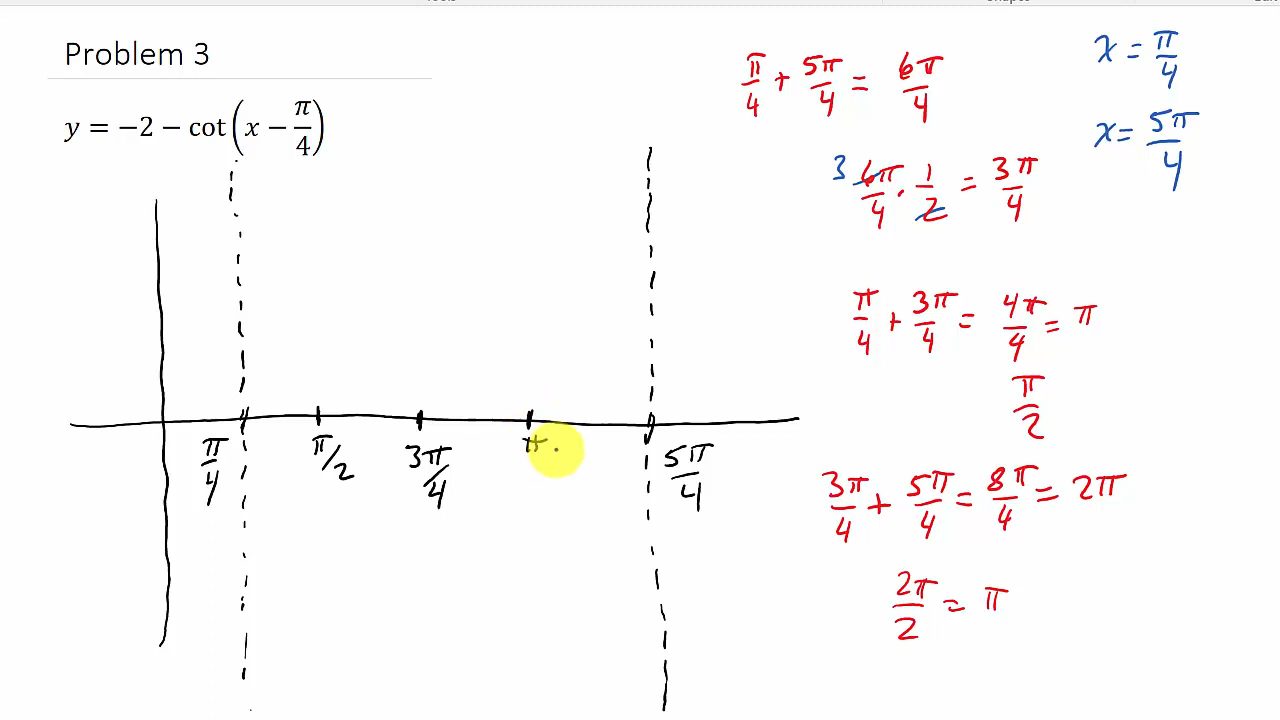 Problem 3
y = −2 − cot(x − π/4)
π/4 + 5π/4 = 6π/4
x = π/4
x = 5π/4
3 6π/4 · 1/2 = 3π/4
π/4 + 3π/4 = 4π/4 = π
π/2
π/4 π/2 3π/4 π 5π/4
3π/4 + 5π/4 = 8π/4 = 2π
2π/2 = π